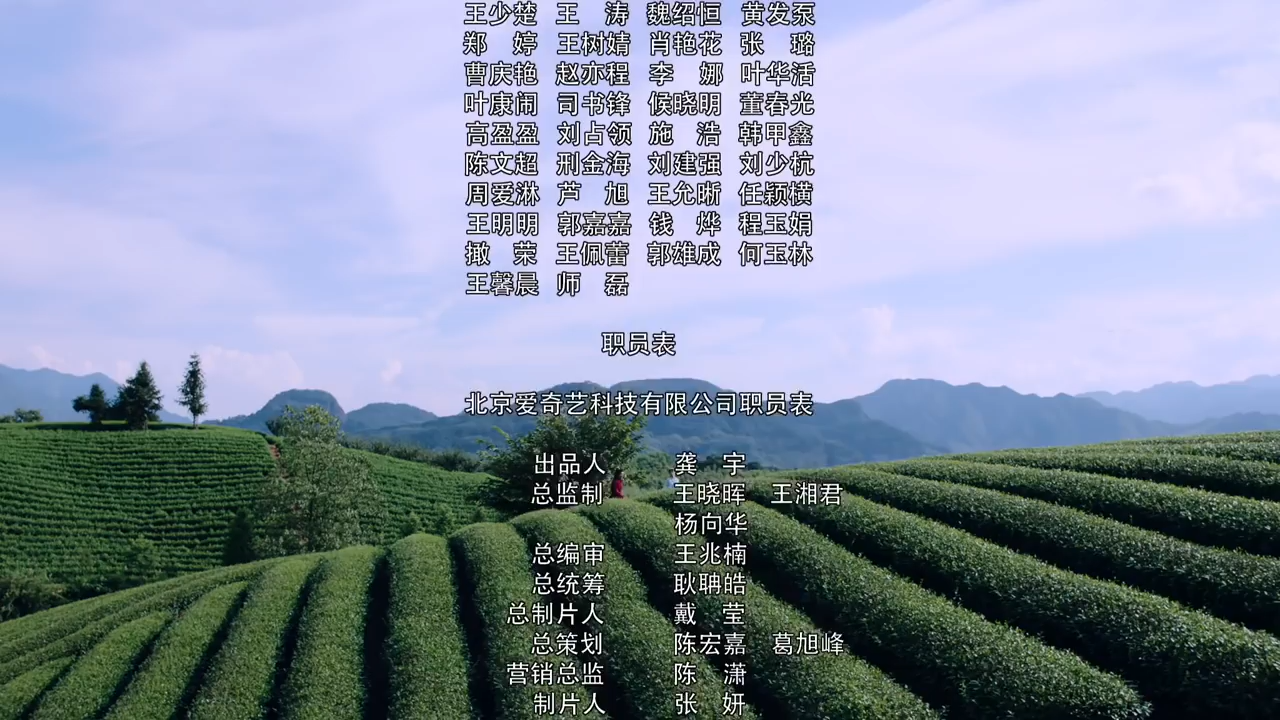 王少楚 王 涛 魏绍恒 黄发泵
郑 婷 王树婧 肖艳花 张 璐
曹庆艳 赵亦程 李 娜 叶华活
叶康闹 司书锋 候晓明 董春光
高盈盈 刘占领 施 浩 韩甲鑫
陈文超 刑金海 刘建强 刘少杭
周爱淋 芦 旭 王允晰 任颖横
王明明 郭嘉嘉 钱 烨 程玉娟
撖 荣 王佩蕾 郭雄成 何玉林
王馨晨 师 磊
职员表
北京爱奇艺科技有限公司职员表
出品人 龚 宇
总监制 王晓晖 王湘君
杨向华
总编审 王兆楠
总统筹 耿聃皓
总制片人 戴 莹
总策划 陈宏嘉 葛旭峰
营销总监 陈 潇
制片人 张 妍